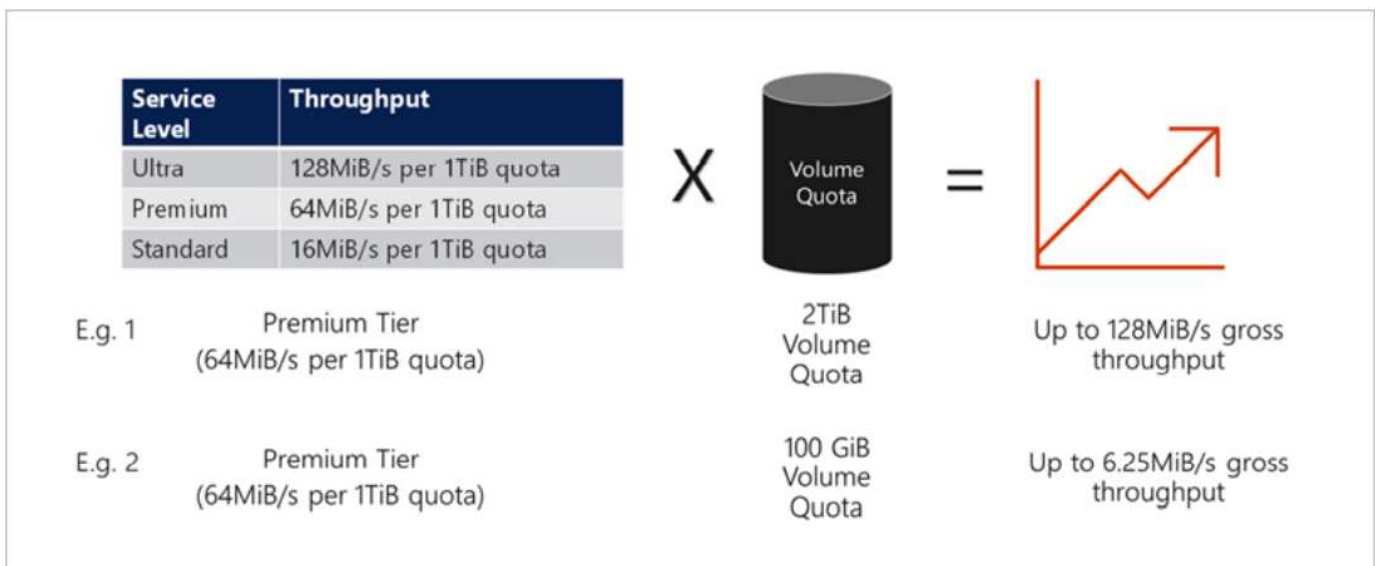 Service Level Throughput
Ultra 128MiB/s per 1TiB quota
Premium 64MiB/s per 1TiB quota
Standard 16MiB/s per 1TiB quota
X
Volume
Quota
=
E.g. 1
Premium Tier
(64MiB/s per 1TiB quota)
2TiB
Volume
Quota
Up to 128MiB/s gross
throughput
E.g. 2
Premium Tier
(64MiB/s per 1TiB quota)
100 GiB
Volume
Quota
Up to 6.25MiB/s gross
throughput